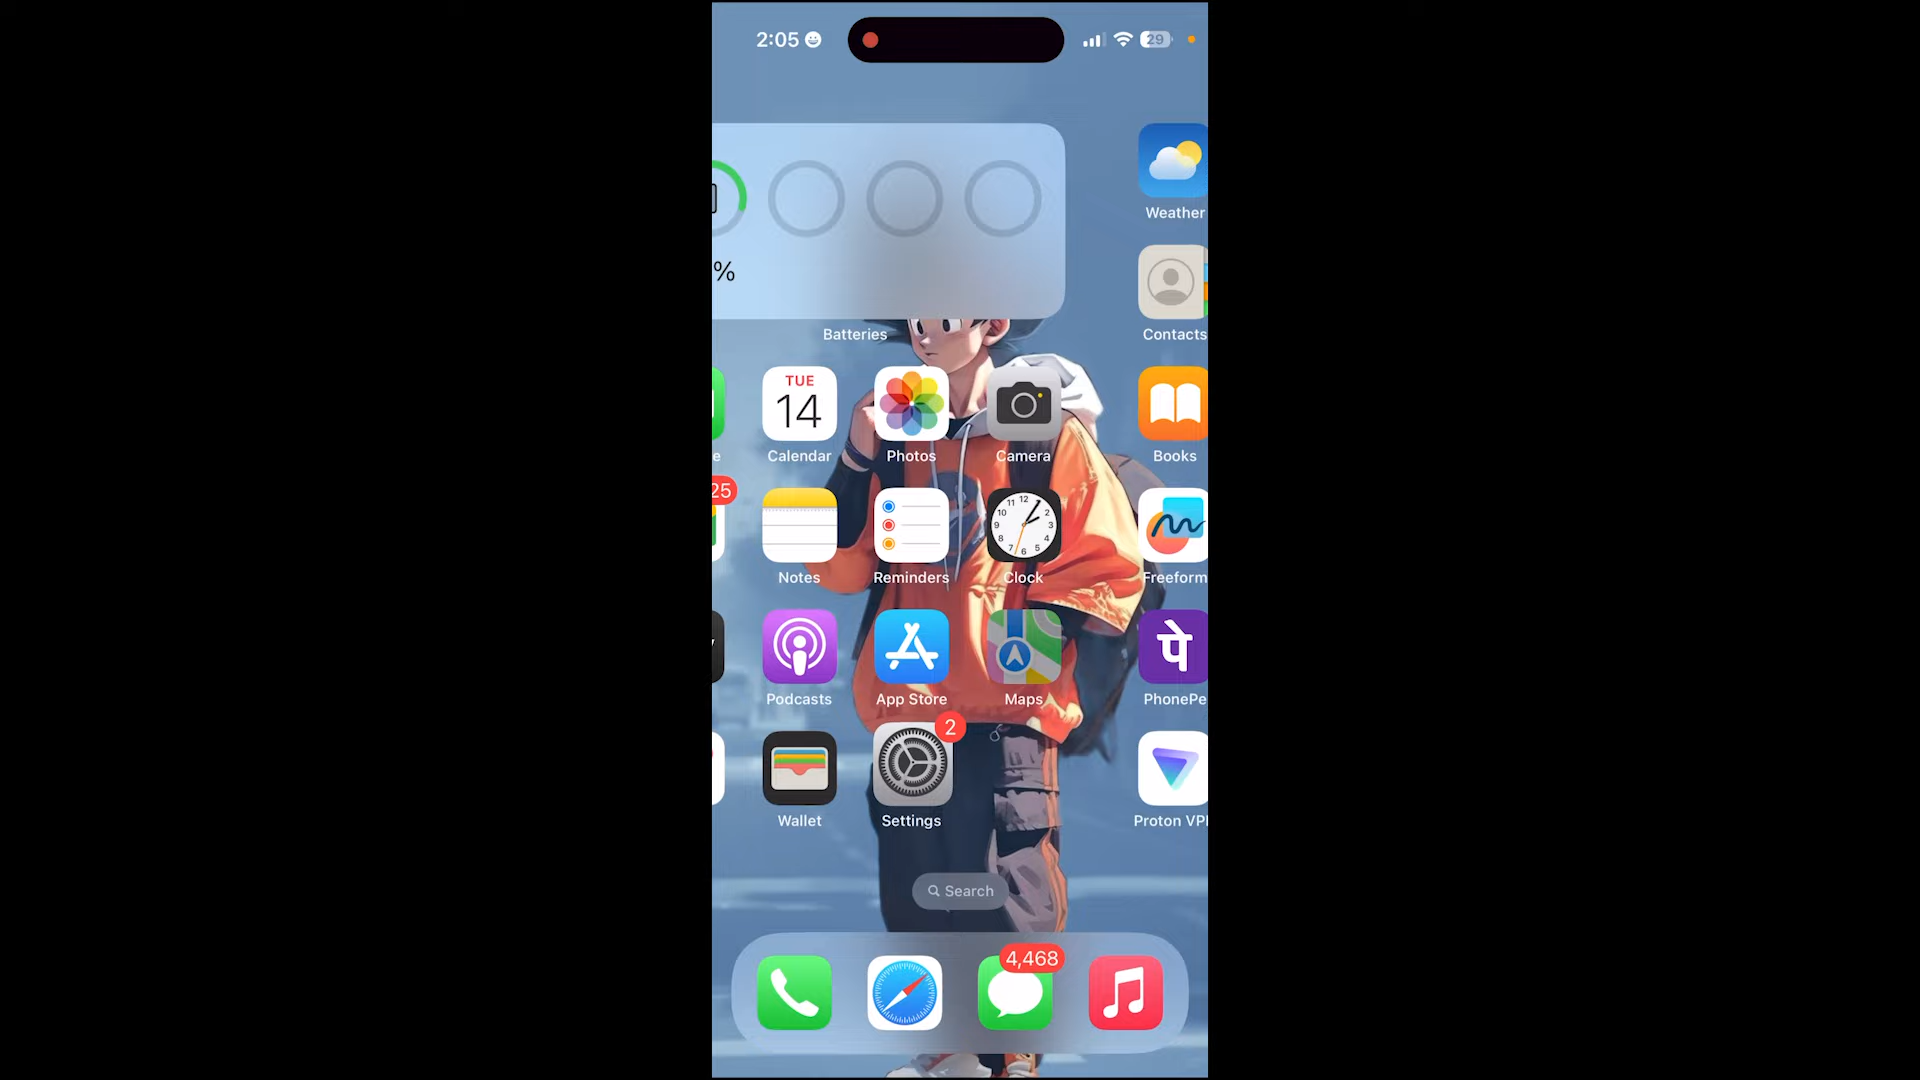 2:05
29
Weather
%
Contacts
Batteries
TUE
14
e
Calendar
Photos
Camera
Books
25
Notes
Reminders
Clock
Freeform
पे
Podcasts
App Store
Maps
PhonePe
2
Wallet
Settings
Proton VP
Search
4,468